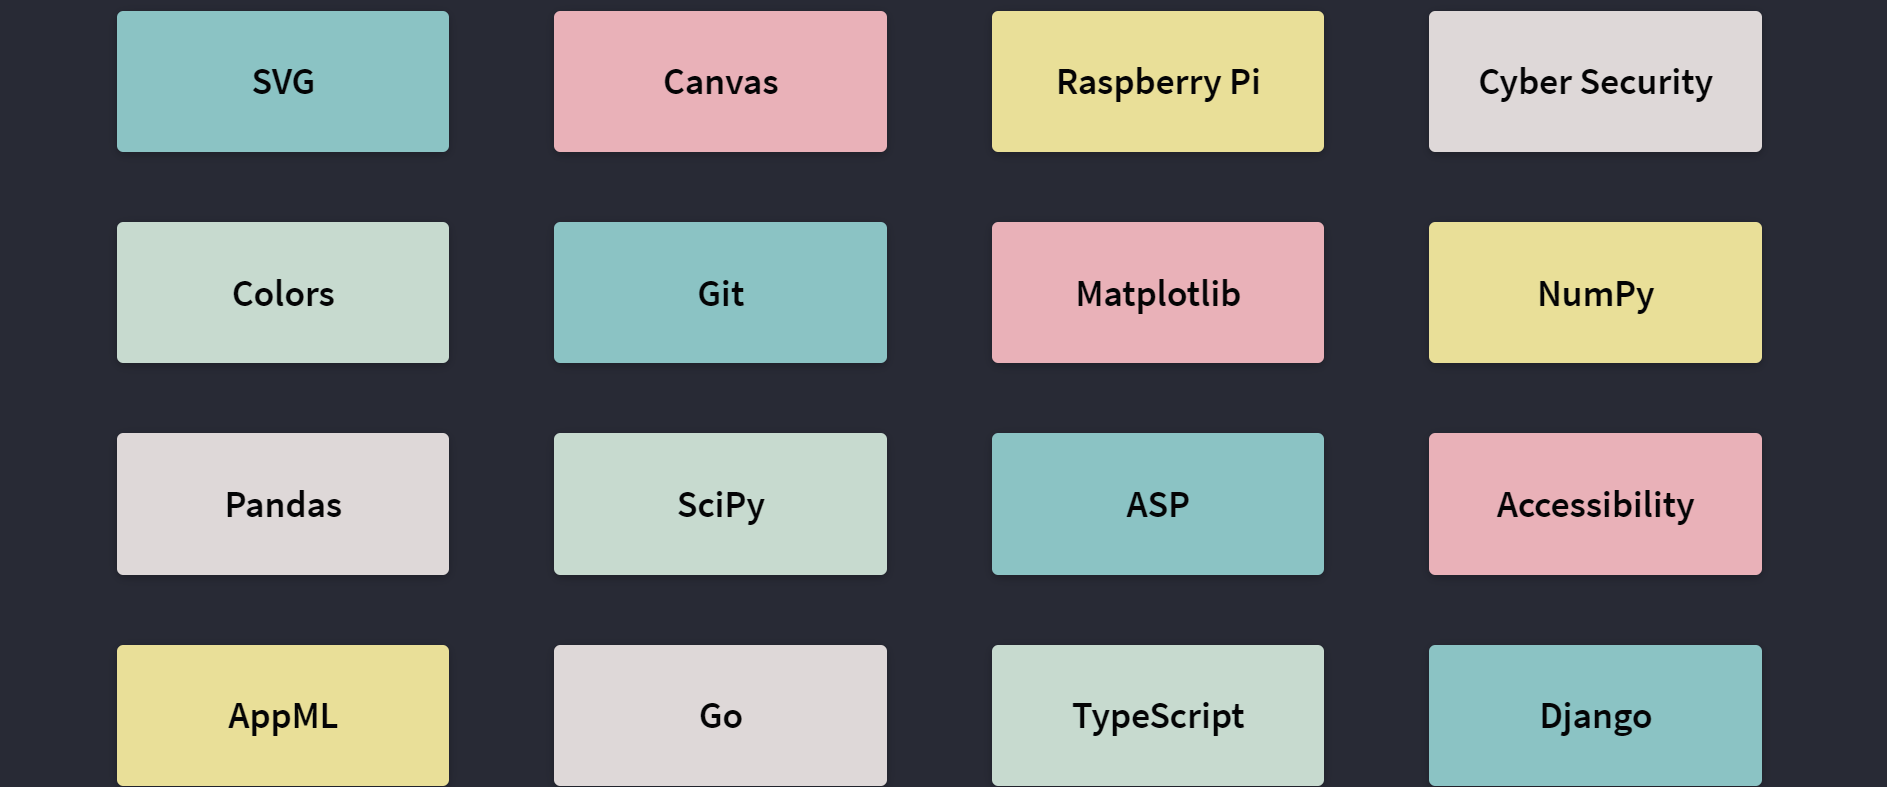 SVG
Canvas
Raspberry Pi
Cyber Security
Colors
Git
Matplotlib
NumPy
Pandas
SciPy
ASP
Accessibility
AppML
Go
TypeScript
Django